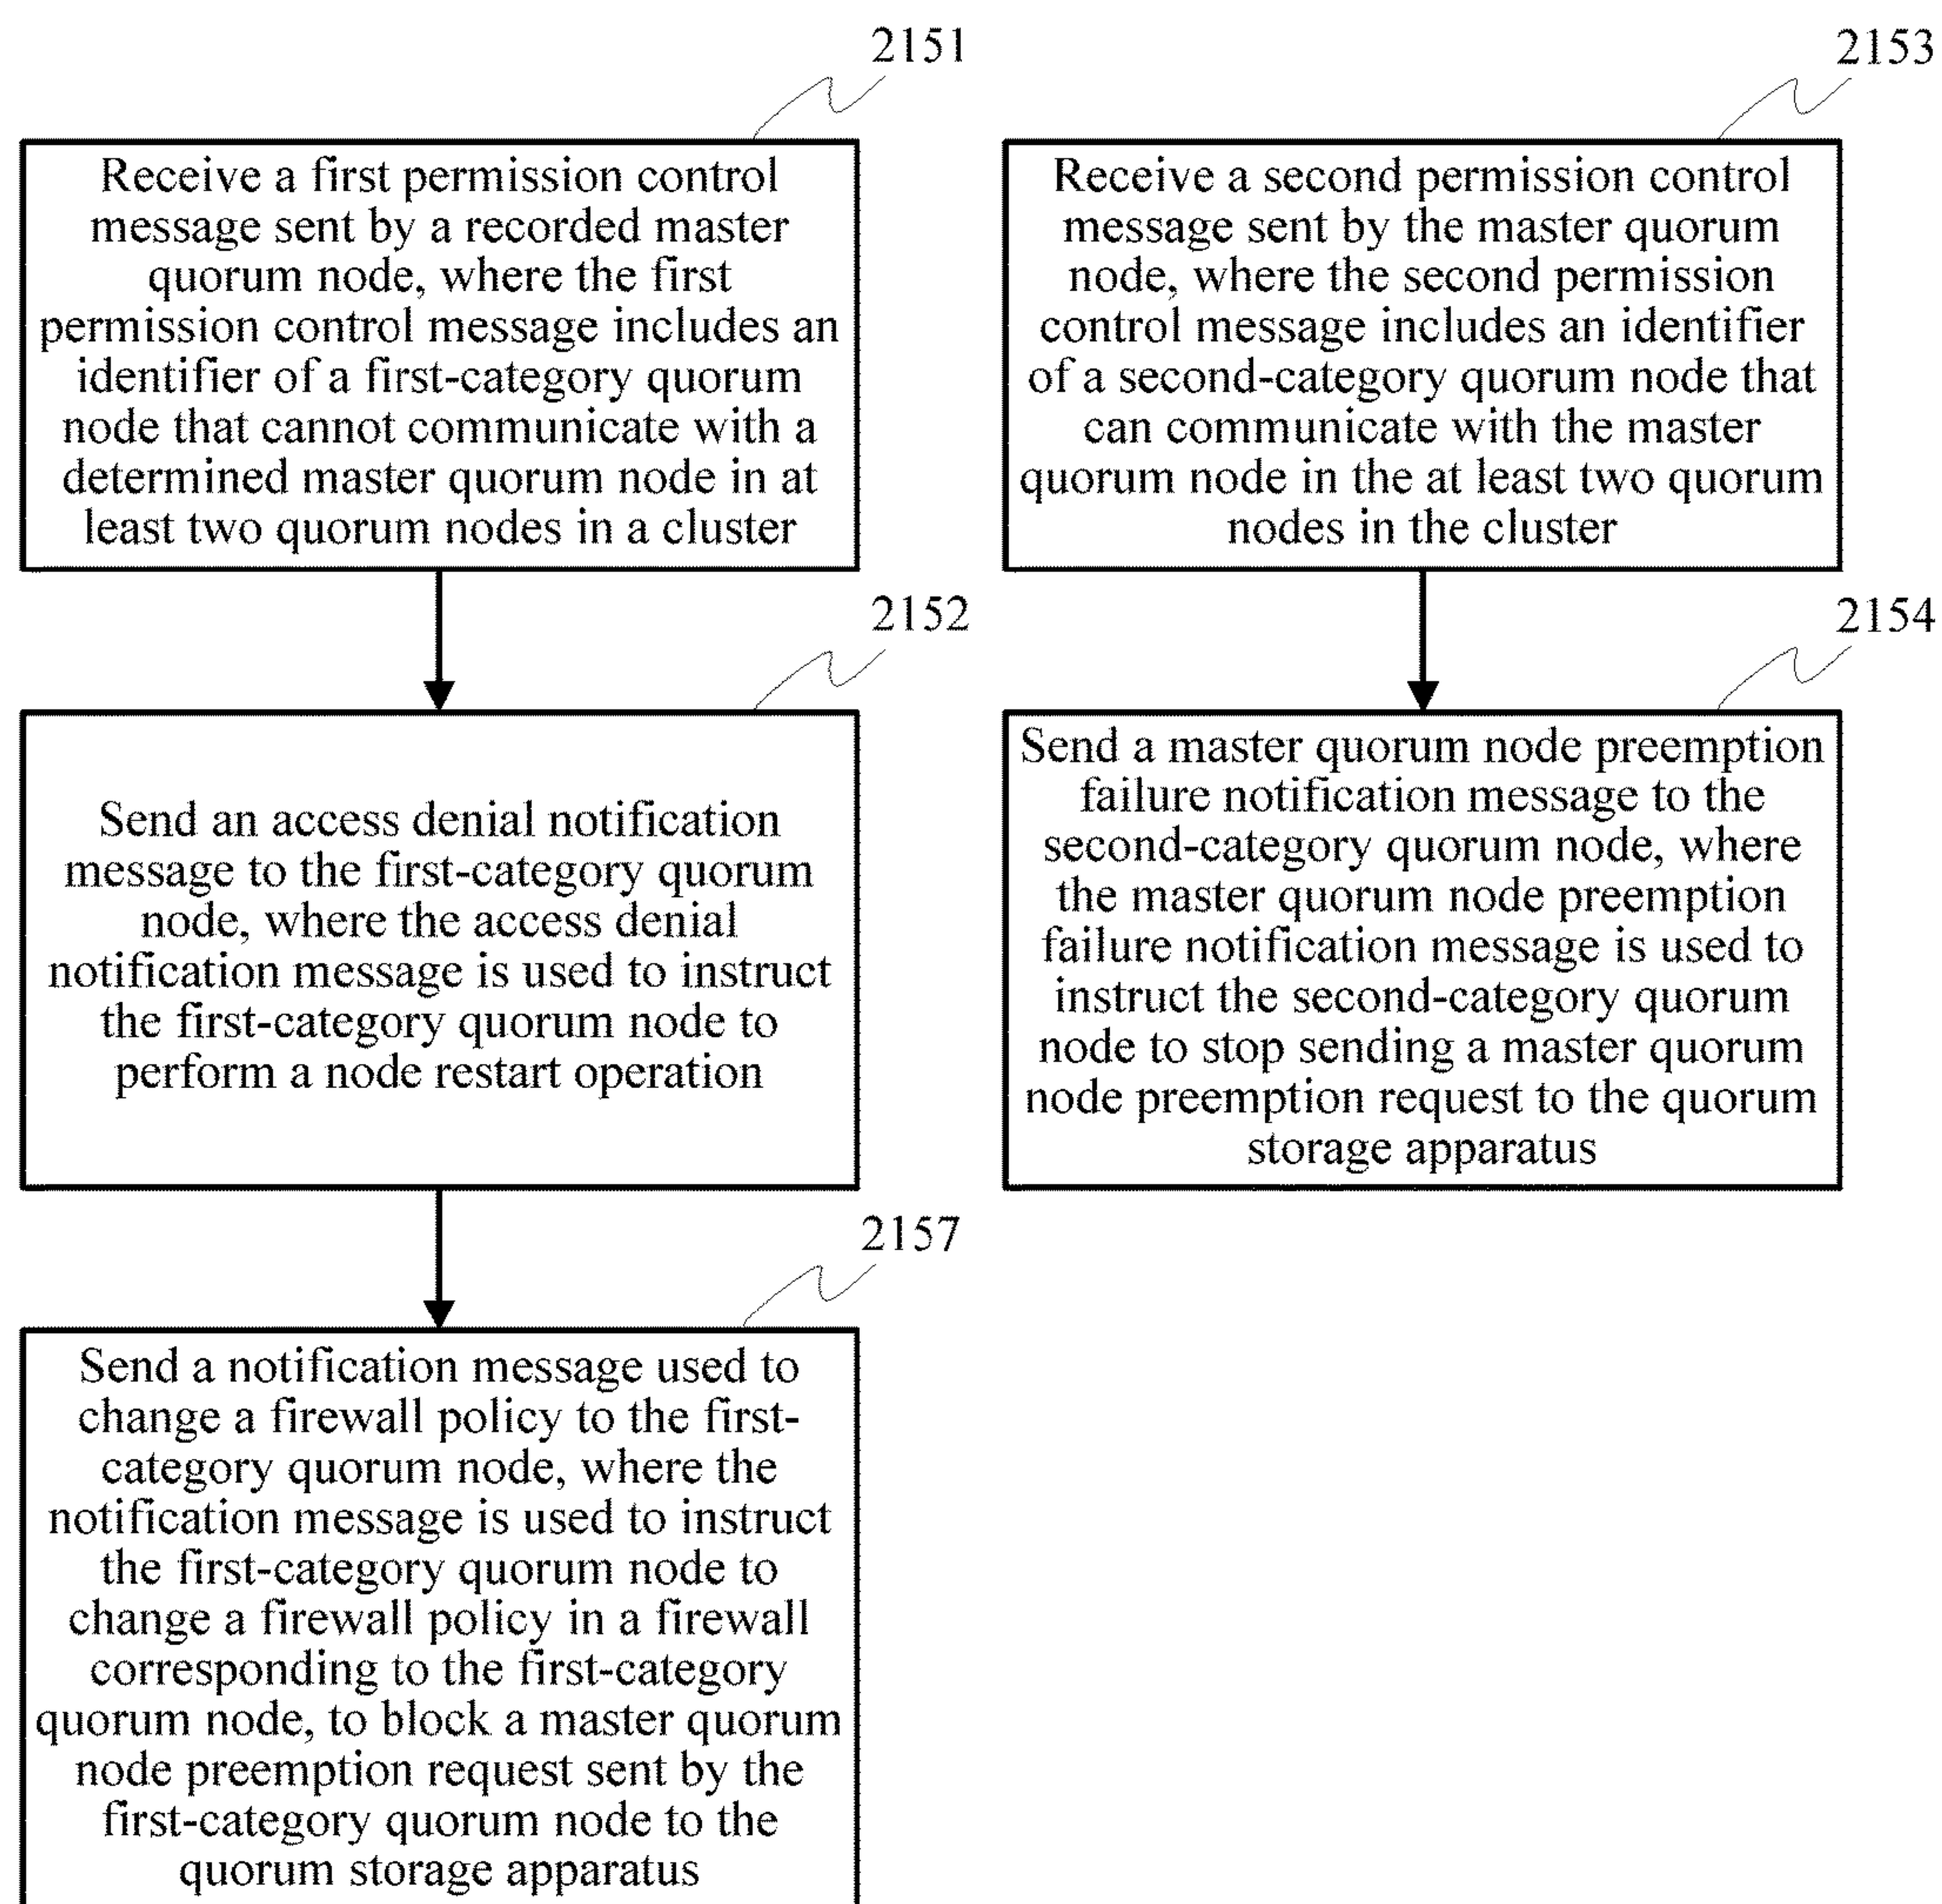 2151
Receive a first permission control
message sent by a recorded master
quorum node, where the first
permission control message includes an
identifier of a first-category quorum
node that cannot communicate with a
determined master quorum node in at
least two quorum nodes in a cluster
2152
Send an access denial notification
message to the first-category quorum
node, where the access denial
notification message is used to instruct
the first-category quorum node to
perform a node restart operation
2157
Send a notification message used to
change a firewall policy to the first-
category quorum node, where the
notification message is used to instruct
the first-category quorum node to
change a firewall policy in a firewall
corresponding to the first-category
quorum node, to block a master quorum
node preemption request sent by the
first-category quorum node to the
quorum storage apparatus
2153
Receive a second permission control
message sent by the master quorum
node, where the second permission
control message includes an identifier
of a second-category quorum node that
can communicate with the master
quorum node in the at least two quorum
nodes in the cluster
2154
Send a master quorum node preemption
failure notification message to the
second-category quorum node, where
the master quorum node preemption
failure notification message is used to
instruct the second-category quorum
node to stop sending a master quorum
node preemption request to the quorum
storage apparatus